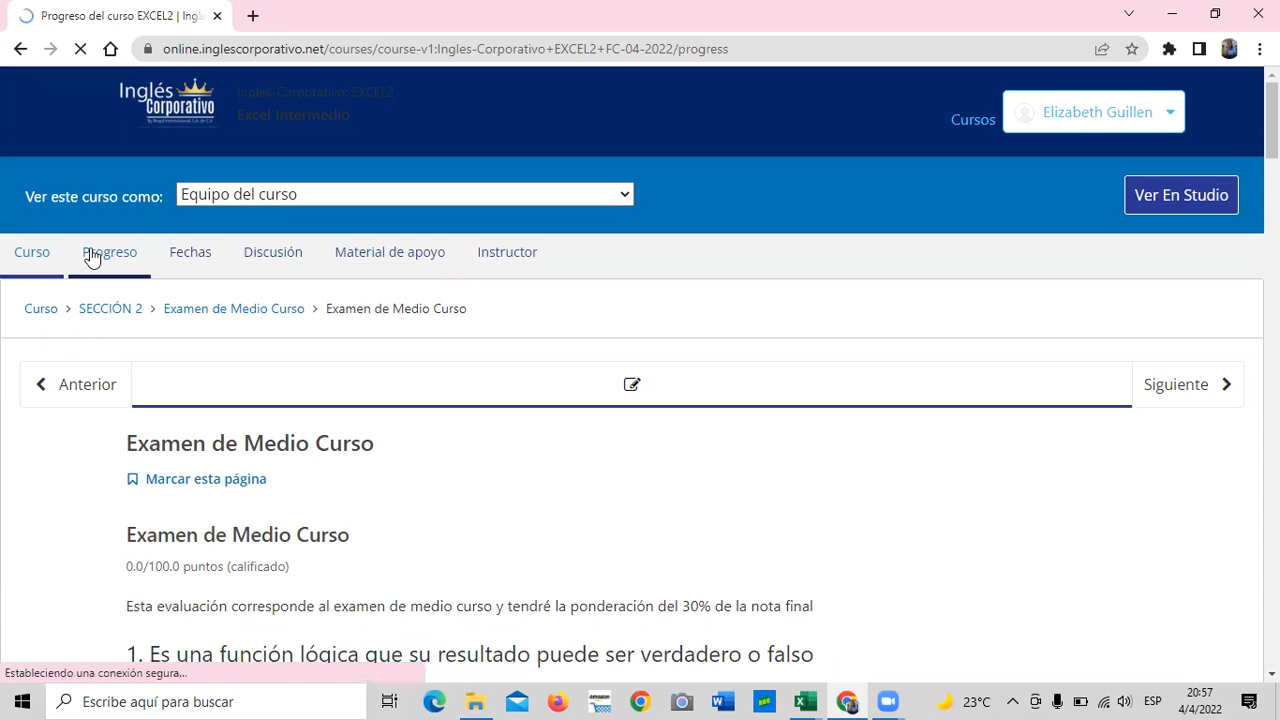 Progreso del curso EXCEL2 | Ingl
online.inglescorporativo.net/courses/course-v1:Ingles-Corporativo+EXCEL2+FC-04-2022/progress
Inglés Corporativo
Ingles-Corporativo: EXCEL2
Excel Intermedio
Cursos
Elizabeth Guillen
Ver este curso como:
Equipo del curso
Ver En Studio
Curso
Progreso
Fechas
Discusión
Material de apoyo
Instructor
Curso > SECCIÓN 2 > Examen de Medio Curso > Examen de Medio Curso
Anterior
Siguiente
Examen de Medio Curso
Marcar esta página
Examen de Medio Curso
0.0/100.0 puntos (calificado)
Esta evaluación corresponde al examen de medio curso y tendré la ponderación del 30% de la nota final
1. Es una función lógica que su resultado puede ser verdadero o falso
Estableciendo una conexión segura...
Escribe aquí para buscar
23°C
ESP
20:57
4/4/2022